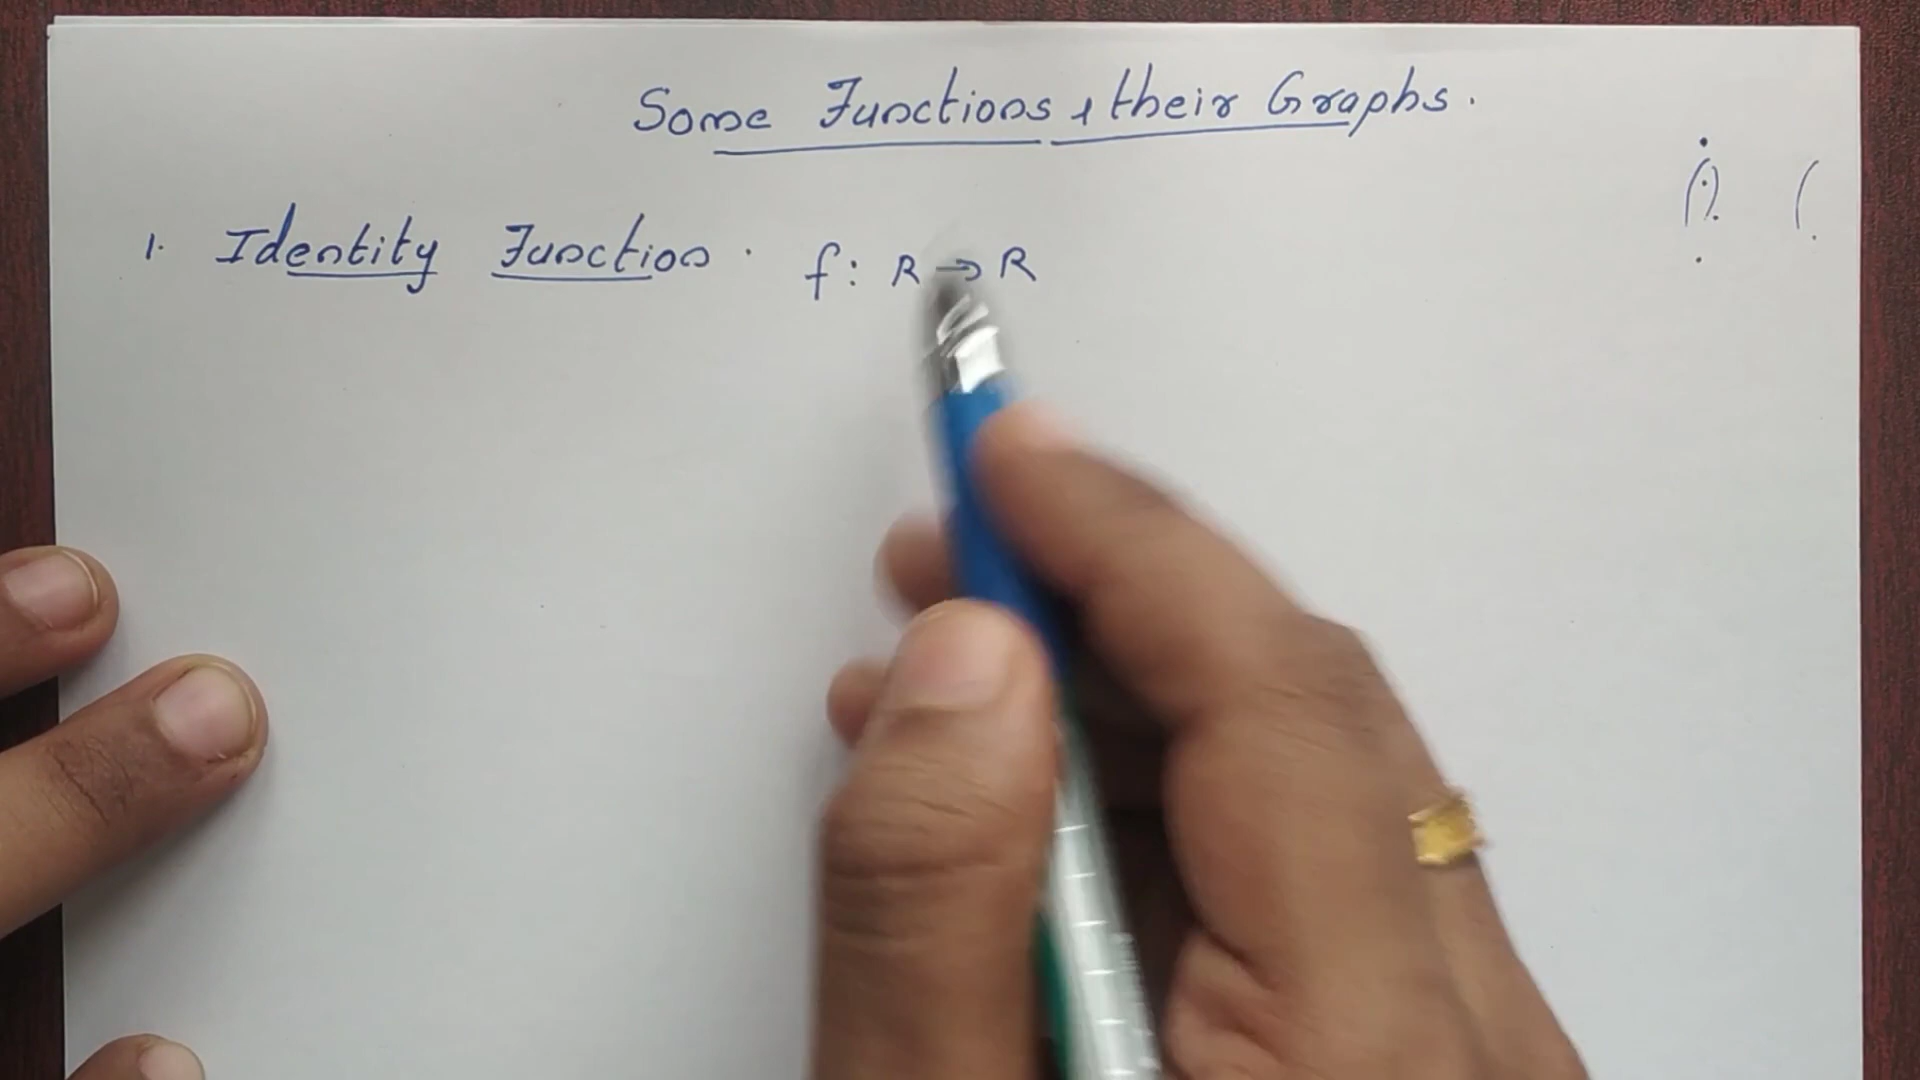 Some Functions & their Graphs.
1. Identity Function. f: R → R